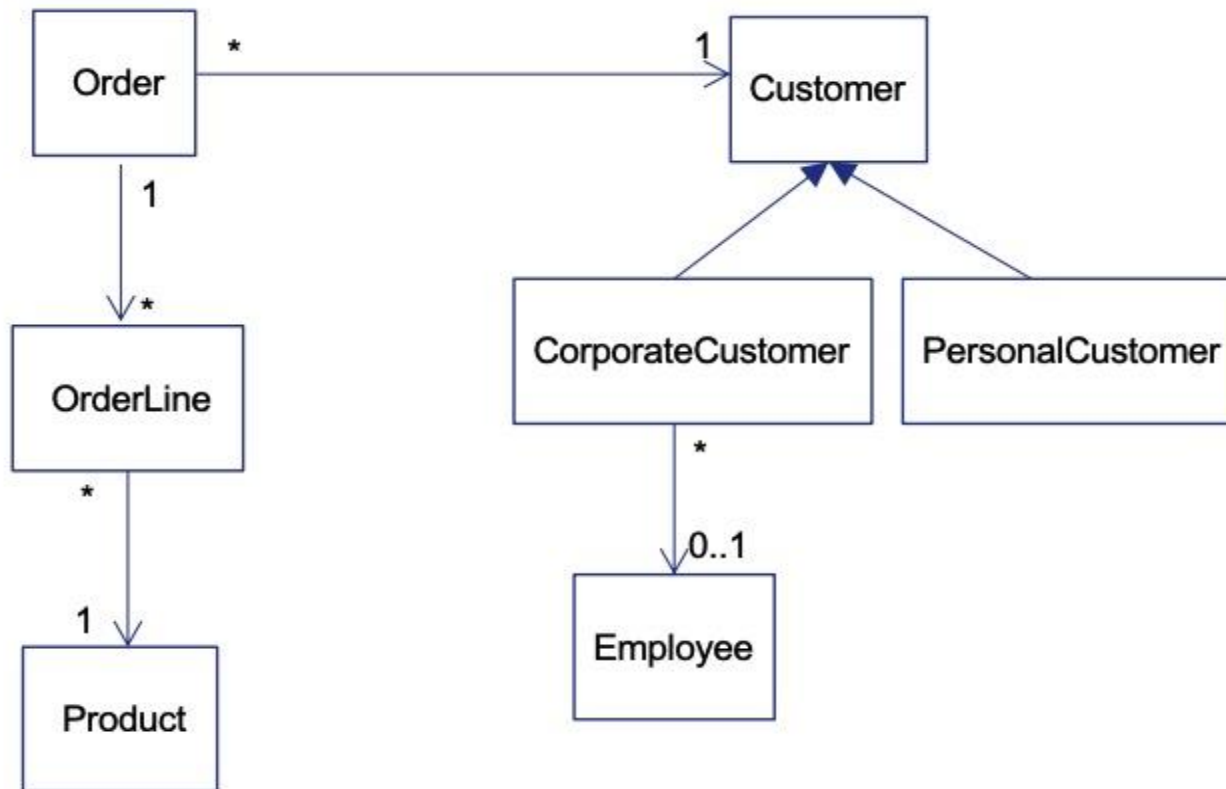 Order
*
1
Customer
1
*
OrderLine
CorporateCustomer
PersonalCustomer
*
*
0..1
1
Employee
Product